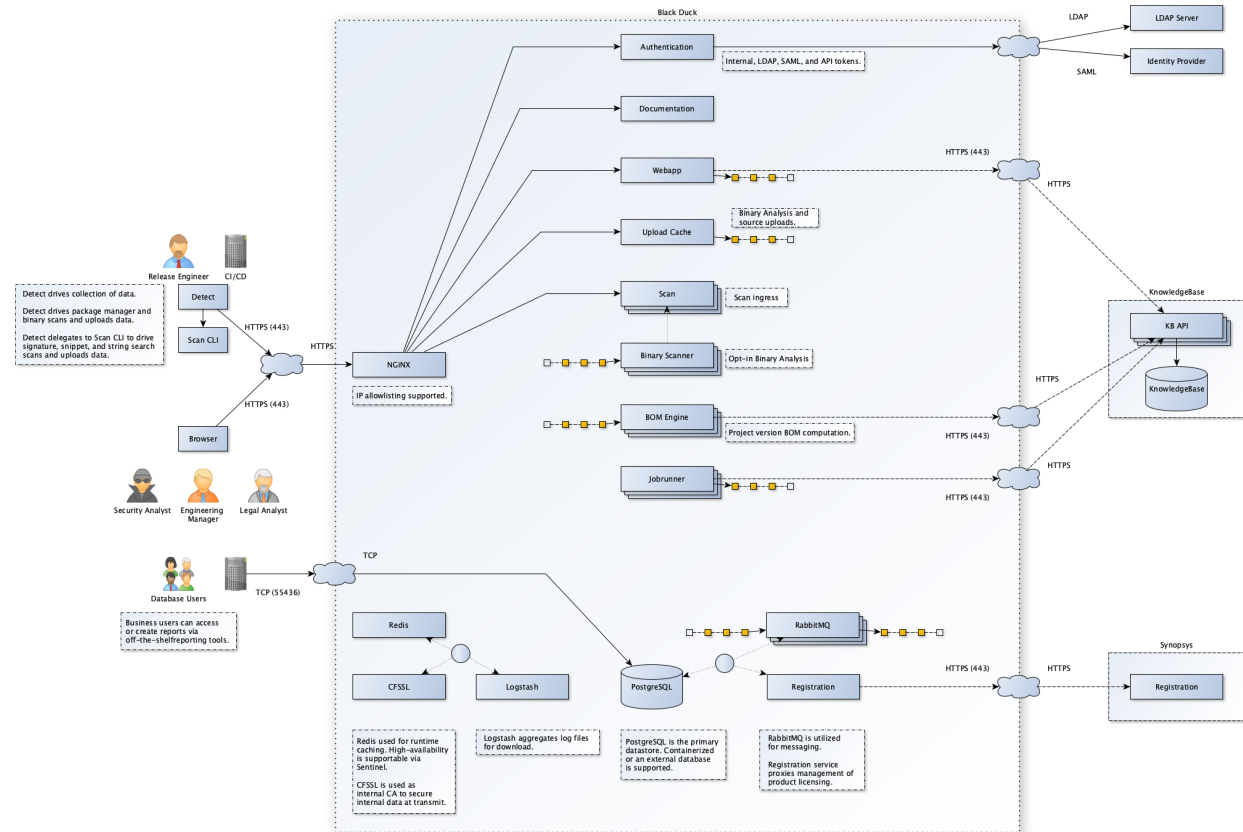 Black Duck
LDAP
LDAP Server
Authentication
Internal, LDAP, SAML, and API tokens.
Identity Provider
SAML
Documentation
HTTPS (443)
Webapp
HTTPS
Binary Analysis and
source uploads.
Upload Cache
Release Engineer
CI/CD
Detect drives collection of data.
Detect drives package manager and
binary scans and uploads data.
Detect delegates to Scan CLI to drive
signature, snippet, and string search
scans and uploads data.
Detect
Scan CLI
HTTPS (443)
HTTPS
Scan
Scan ingress
KnowledgeBase
KB API
KnowledgeBase
NGiNX
IP allowlisting supported.
Binary Scanner
Opt-in Binary Analysis
HTTPS
HTTPS (443)
Browser
BOM Engine
Project version BOM computation.
HTTPS (443)
Jobrunner
HTTPS
HTTPS (443)
Security Analyst
Engineering
Manager
Legal Analyst
TCP
Database Users
TCP (55436)
Business users can access
or create reports via
off-the-shelfreporting tools.
Redis
CFSSL
Logstash
PostgreSQL
RabbitMQ
Registration
HTTPS (443)
HTTPS
Synopsys
Registration
Redis used for runtime
caching. High-availability
is supportable via
Sentinel.
CFSSL is used as
internal CA to secure
internal data at transmit.
Logstash aggregates log files
for download.
PostgreSQL is the primary
datastore. Containerized
or an external database
is supported.
RabbitMQ is utilized
for messaging.
Registration service
proxies management of
product licensing.